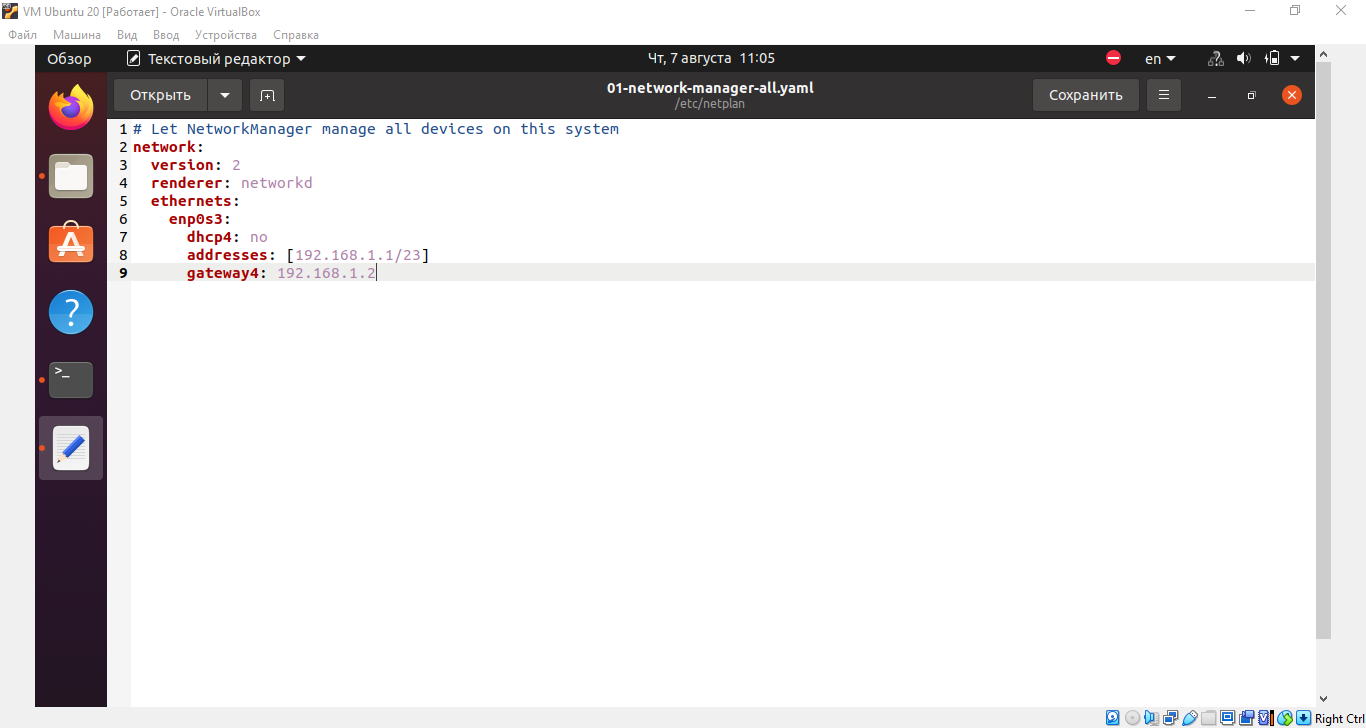 VM Ubuntu 20 [Работает] - Oracle VirtualBox
Файл Машина Вид Ввод Устройства Справка
Обзор Текстовый редактор Чт, 7 августа 11:05 en
Открыть 01-network-manager-all.yaml Сохранить
/etc/netplan
1 # Let NetworkManager manage all devices on this system
2 network:
3   version: 2
4   renderer: networkd
5   ethernets:
6     enp0s3:
7       dhcp4: no
8       addresses: [192.168.1.1/23]
9       gateway4: 192.168.1.2
Right Ctrl